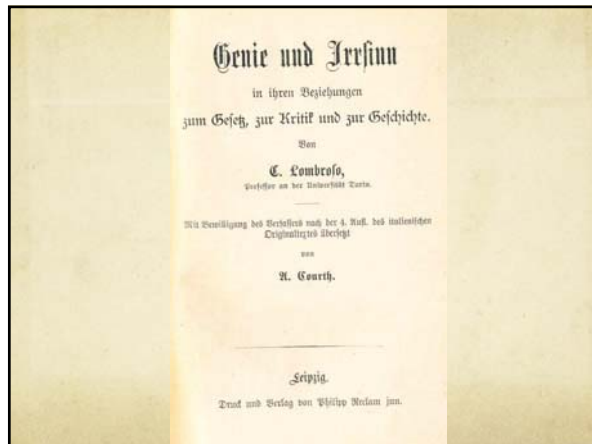 Genie und Irrsinn
in ihren Beziehungen
zum Gesetz, zur Kritik und zur Geschichte.
Von
C. Lombroso,
Professor an der Universität Turin.
Mit Bewilligung des Verfassers nach der 4. Aufl. des italienischen
Originaltextes übersetzt
von
A. Courth.
Leipzig.
Druck und Verlag von Philipp Reclam jun.